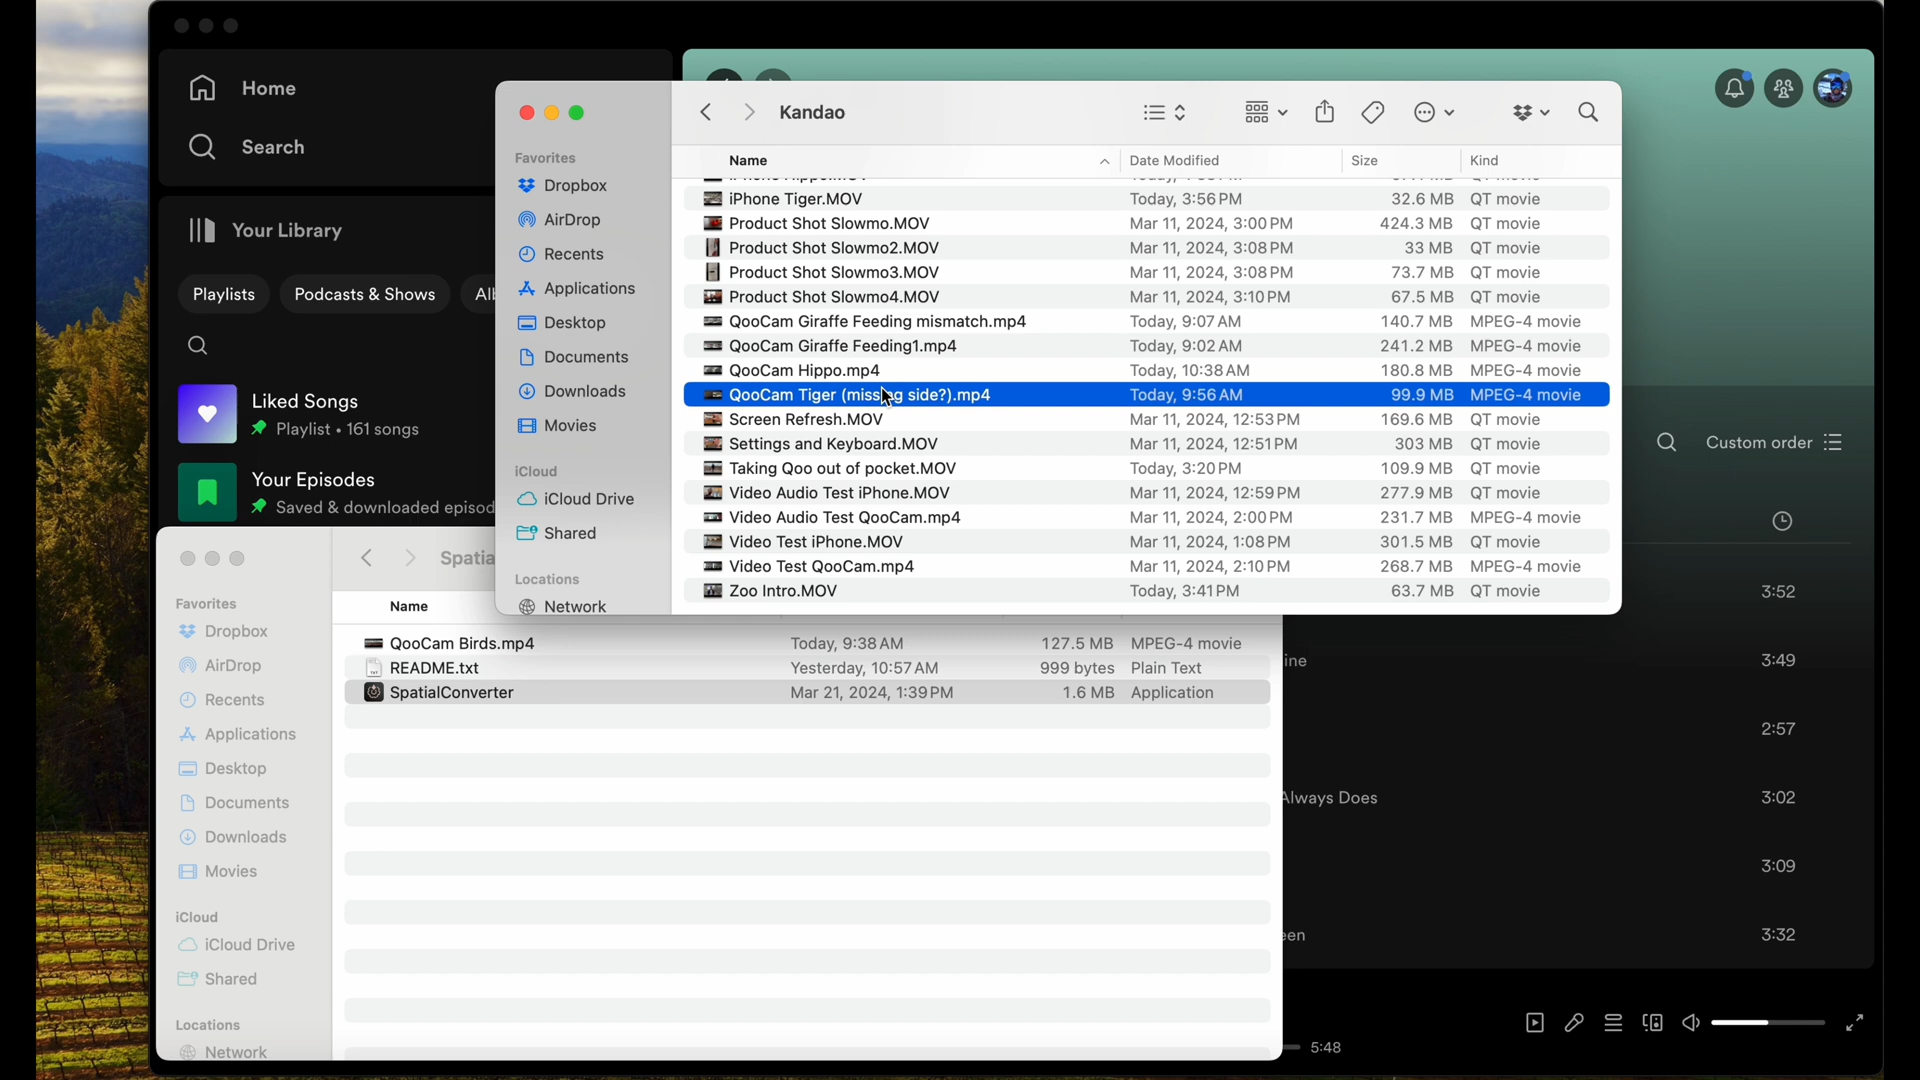 Home
Search
Your Library
Playlists
Podcasts & Shows
Liked Songs
Playlist • 161 songs
Your Episodes
Saved & downloaded episod
Custom order
3:52
ine
3:49
2:57
Always Does
3:02
3:09
3:32
5:48
Kandao
Favorites
Dropbox
AirDrop
Recents
Applications
Desktop
Documents
Downloads
Movies
iCloud
iCloud Drive
Shared
Locations
Network
Name Date Modified Size Kind
iPhone Tiger.MOV Today, 3:56 PM 32.6 MB QT movie
Product Shot Slowmo.MOV Mar 11, 2024, 3:00 PM 424.3 MB QT movie
Product Shot Slowmo2.MOV Mar 11, 2024, 3:08 PM 33 MB QT movie
Product Shot Slowmo3.MOV Mar 11, 2024, 3:08 PM 73.7 MB QT movie
Product Shot Slowmo4.MOV Mar 11, 2024, 3:10 PM 67.5 MB QT movie
QooCam Giraffe Feeding mismatch.mp4 Today, 9:07 AM 140.7 MB MPEG-4 movie
QooCam Giraffe Feeding1.mp4 Today, 9:02 AM 241.2 MB MPEG-4 movie
QooCam Hippo.mp4 Today, 10:38 AM 180.8 MB MPEG-4 movie
QooCam Tiger (missing side?).mp4 Today, 9:56 AM 99.9 MB MPEG-4 movie
Screen Refresh.MOV Mar 11, 2024, 12:53 PM 169.6 MB QT movie
Settings and Keyboard.MOV Mar 11, 2024, 12:51 PM 303 MB QT movie
Taking Qoo out of pocket.MOV Today, 3:20 PM 109.9 MB QT movie
Video Audio Test iPhone.MOV Mar 11, 2024, 12:59 PM 277.9 MB QT movie
Video Audio Test QooCam.mp4 Mar 11, 2024, 2:00 PM 231.7 MB MPEG-4 movie
Video Test iPhone.MOV Mar 11, 2024, 1:08 PM 301.5 MB QT movie
Video Test QooCam.mp4 Mar 11, 2024, 2:10 PM 268.7 MB MPEG-4 movie
Zoo Intro.MOV Today, 3:41 PM 63.7 MB QT movie
Spatia
Favorites
Dropbox
AirDrop
Recents
Applications
Desktop
Documents
Downloads
Movies
iCloud
iCloud Drive
Shared
Locations
Network
Name
QooCam Birds.mp4 Today, 9:38 AM 127.5 MB MPEG-4 movie
README.txt Yesterday, 10:57 AM 999 bytes Plain Text
SpatialConverter Mar 21, 2024, 1:39 PM 1.6 MB Application